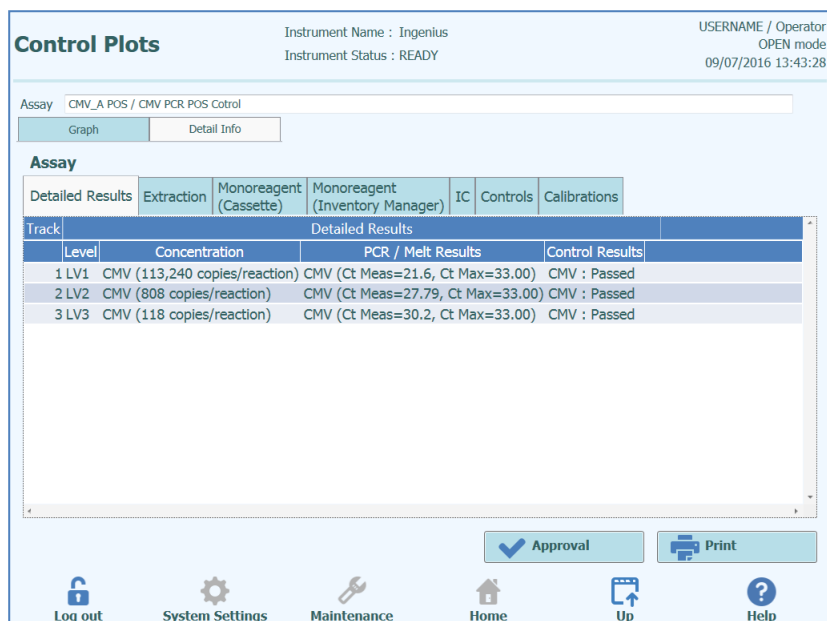 Control Plots
Instrument Name : Ingenius
Instrument Status : READY
USERNAME / Operator
OPEN mode
09/07/2016 13:43:28
Assay CMV_A POS / CMV PCR POS Cotrol
Graph Detail Info
Assay
Detailed Results Extraction Monoreagent (Cassette) Monoreagent (Inventory Manager) IC Controls Calibrations
Track Detailed Results
Level Concentration PCR / Melt Results Control Results
1 LV1 CMV (113,240 copies/reaction) CMV (Ct Meas=21.6, Ct Max=33.00) CMV : Passed
2 LV2 CMV (808 copies/reaction) CMV (Ct Meas=27.79, Ct Max=33.00) CMV : Passed
3 LV3 CMV (118 copies/reaction) CMV (Ct Meas=30.2, Ct Max=33.00) CMV : Passed
Approval Print
Log out System Settings Maintenance Home Up Help